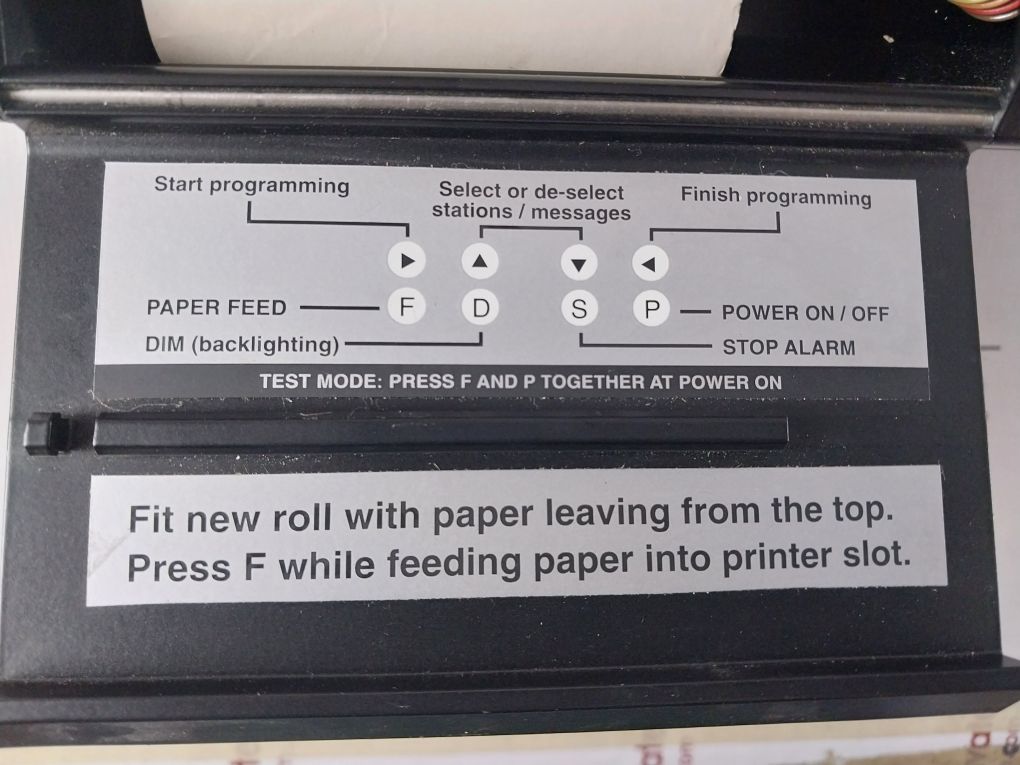 Start programming
Select or de-select
stations / messages
Finish programming
PAPER FEED
F
D
S
P
POWER ON / OFF
DIM (backlighting)
STOP ALARM
TEST MODE: PRESS F AND P TOGETHER AT POWER ON
Fit new roll with paper leaving from the top.
Press F while feeding paper into printer slot.